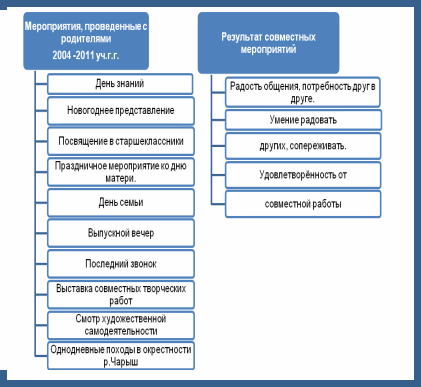 Мероприятия, проведенные с
родителями
2004 -2011 уч.г.г.
День знаний
Новогоднее представление
Посвящение в старшеклассники
Праздничное мероприятие ко дню
матери.
День семьи
Выпускной вечер
Последний звонок
Выставка совместных творческих
работ
Смотр художественной
самодеятельности
Однодневные походы в окрестности
р.Чарыш
Результат совместных
мероприятий
Радость общения, потребность друг в
друге.
Умение радовать
других, сопереживать.
Удовлетворённость от
совместной работы